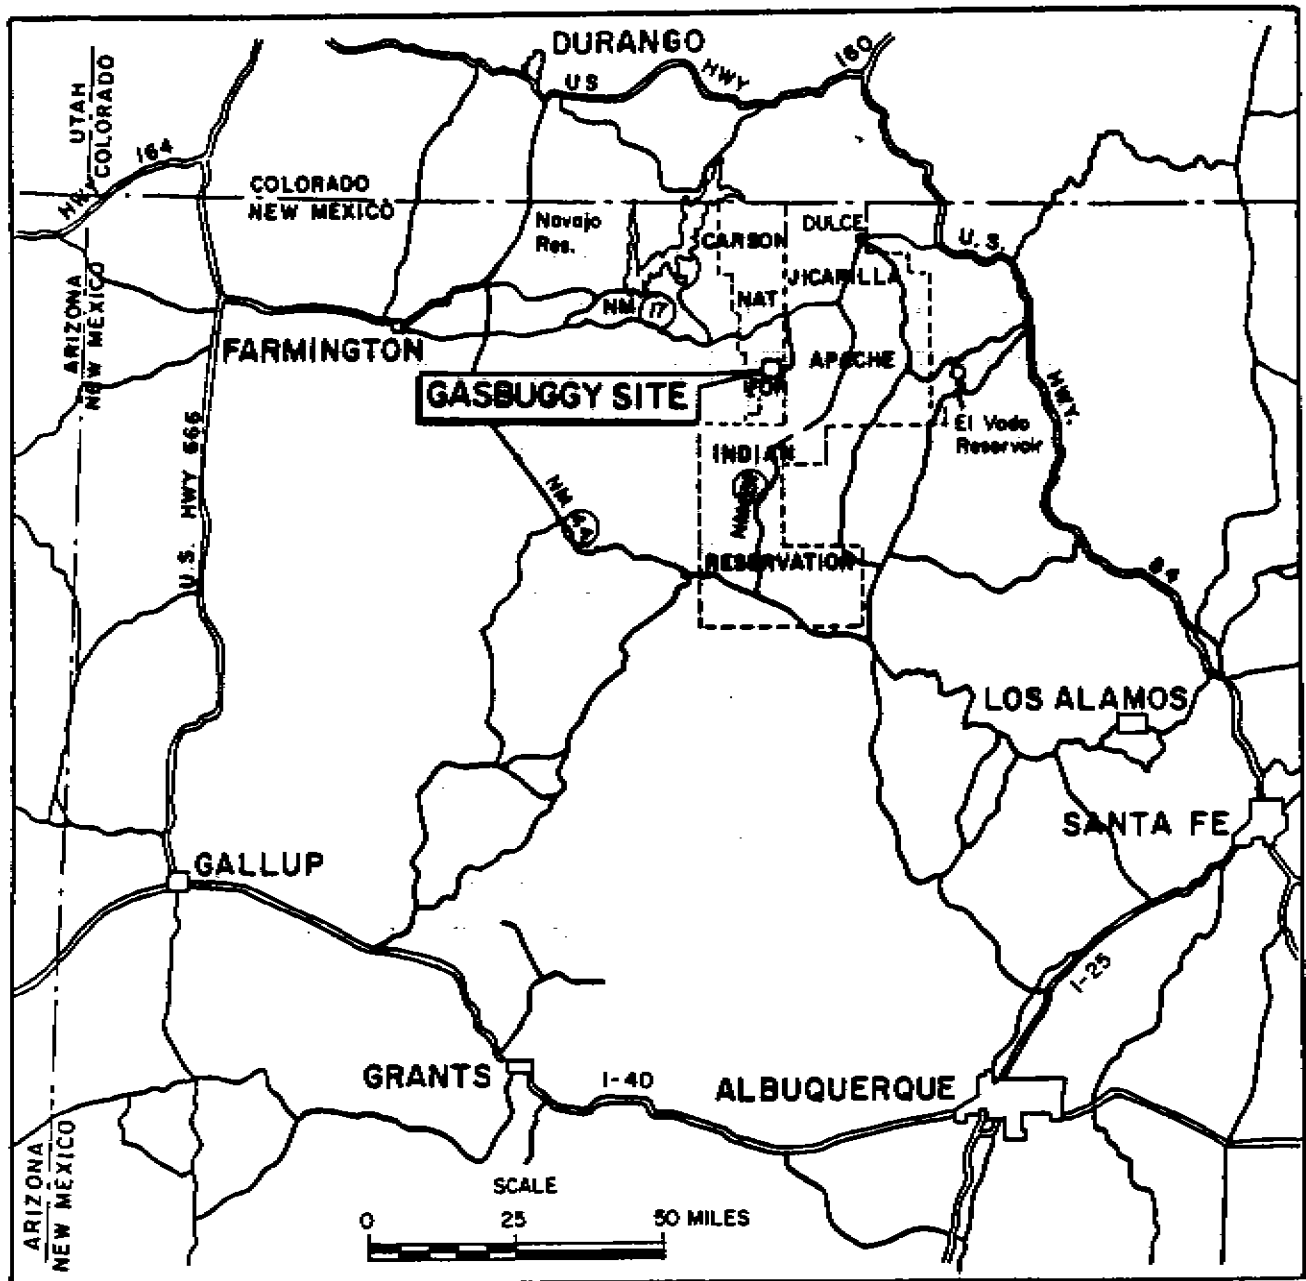 DURANGO
US HWY 160
UTAH
COLORADO
HWY 164
COLORADO
NEW MEXICO
Navajo
Res.
CARSON
DULCE
U.S.
JICARILLA
NAT
NM 17
ARIZONA
NEW MEXICO
FARMINGTON
APACHE
FOR
GASBUGGY SITE
HWY.
El Vado
Reservoir
INDIAN
U.S. HWY 666
NM 44
RESERVATION
84
LOS ALAMOS
SANTA FE
GALLUP
I-25
GRANTS
I-40
ALBUQUERQUE
ARIZONA
NEW MEXICO
SCALE
0 25 50 MILES